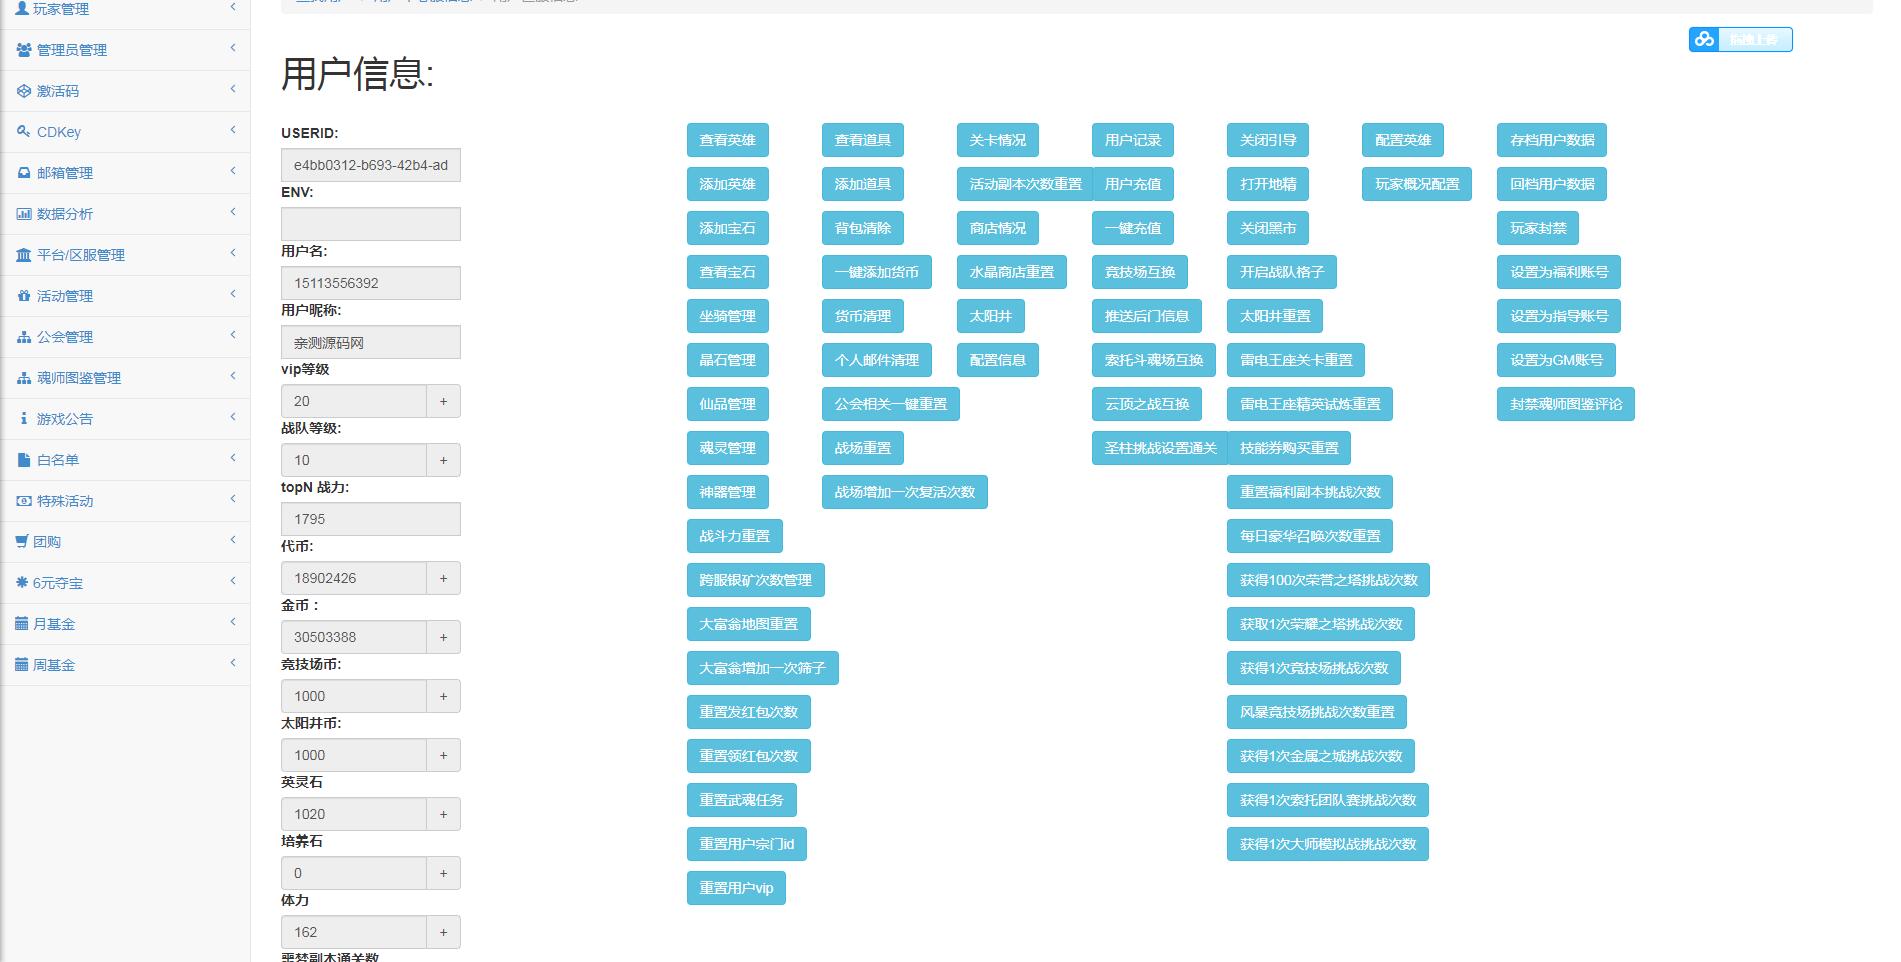 玩家管理
管理员管理
激活码
CDKey
邮箱管理
数据分析
平台/区服管理
活动管理
公会管理
魂师图鉴管理
游戏公告
白名单
特殊活动
团购
6元夺宝
月基金
周基金
拖拽上传
用户信息:
USERID:
e4bb0312-b693-42b4-ad
ENV:
用户名:
15113556392
用户昵称:
亲测源码网
vip等级
20 +
战队等级:
10 +
topN 战力:
1795
代币:
18902426 +
金币：
30503388 +
竞技场币:
1000 +
太阳井币:
1000 +
英灵石
1020 +
培养石
0 +
体力
162 +
噩梦副本通关数
查看英雄 查看道具 关卡情况 用户记录 关闭引导 配置英雄 存档用户数据
添加英雄 添加道具 活动副本次数重置 用户充值 打开地精 玩家概况配置 回档用户数据
添加宝石 背包清除 商店情况 一键充值 关闭黑市 玩家封禁
查看宝石 一键添加货币 水晶商店重置 竞技场互换 开启战队格子 设置为福利账号
坐骑管理 货币清理 太阳井 推送后门信息 太阳井重置 设置为指导账号
晶石管理 个人邮件清理 配置信息 索托斗魂场互换 雷电王座关卡重置 设置为GM账号
仙品管理 公会相关一键重置 云顶之战互换 雷电王座精英试炼重置 封禁魂师图鉴评论
魂灵管理 战场重置 圣柱挑战设置通关 技能券购买重置
神器管理 战场增加一次复活次数 重置福利副本挑战次数
战斗力重置 每日豪华召唤次数重置
跨服银矿次数管理 获得100次荣誉之塔挑战次数
大富翁地图重置 获取1次荣耀之塔挑战次数
大富翁增加一次筛子 获得1次竞技场挑战次数
重置发红包次数 风暴竞技场挑战次数重置
重置领红包次数 获得1次金属之城挑战次数
重置武魂任务 获得1次索托团队赛挑战次数
重置用户宗门id 获得1次大师模拟战挑战次数
重置用户vip